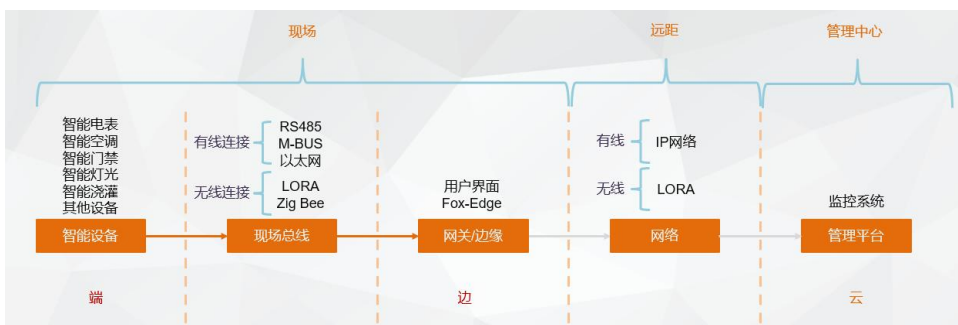 现场
远距
管理中心
智能电表
智能空调
智能门禁
智能灯光
智能浇灌
其他设备
有线连接
RS485
M-BUS
以太网
无线连接
LORA
Zig Bee
用户界面
Fox-Edge
有线
IP网络
无线
LORA
监控系统
智能设备
现场总线
网关/边缘
网络
管理平台
端
边
云